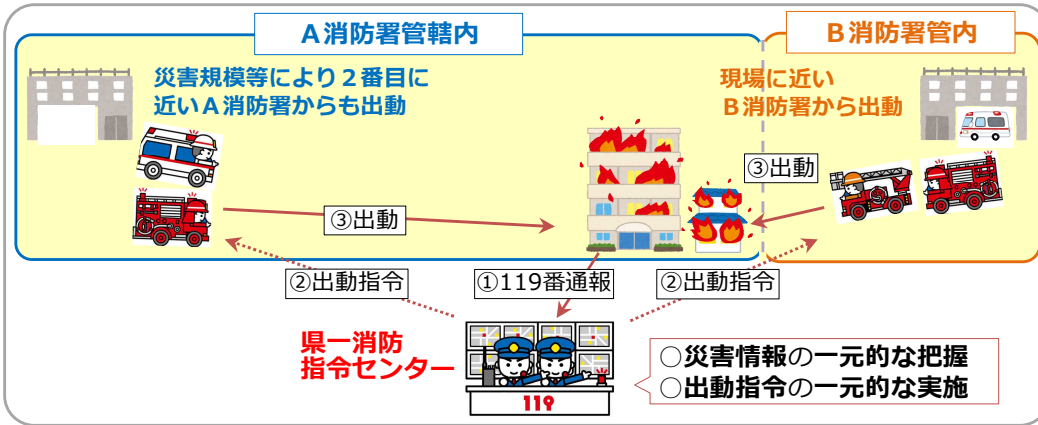 A消防署管轄内
B消防署管内
災害規模等により２番目に
近いA消防署からも出動
現場に近い
B消防署から出動
③出動
③出動
②出動指令
①119番通報
②出動指令
県一消防
指令センター
○災害情報の一元的な把握
○出動指令の一元的な実施
119